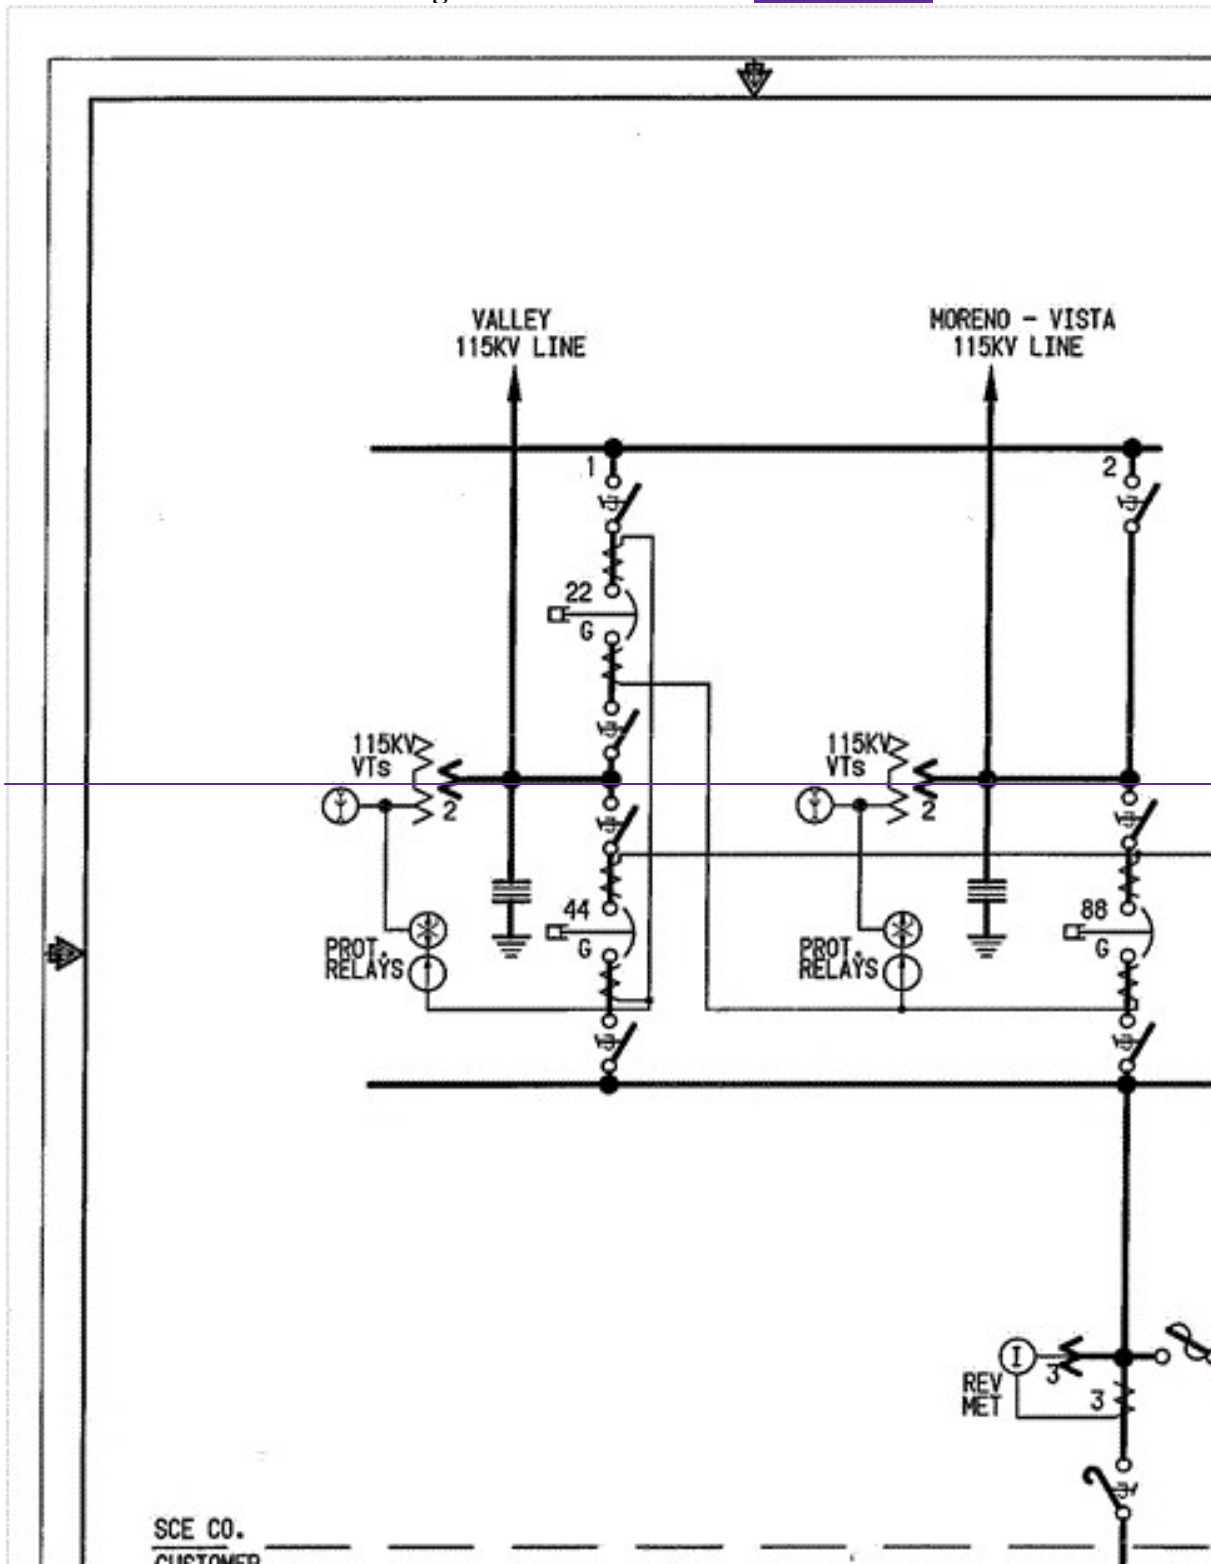 VALLEY
115KV LINE
MORENO - VISTA
115KV LINE
1
2
22
G
115KV
VTs
2
115KV
VTs
2
44
G
88
G
PROT.
RELAYS
PROT.
RELAYS
I
3
REV
MET
3
SCE CO.
CUSTOMER